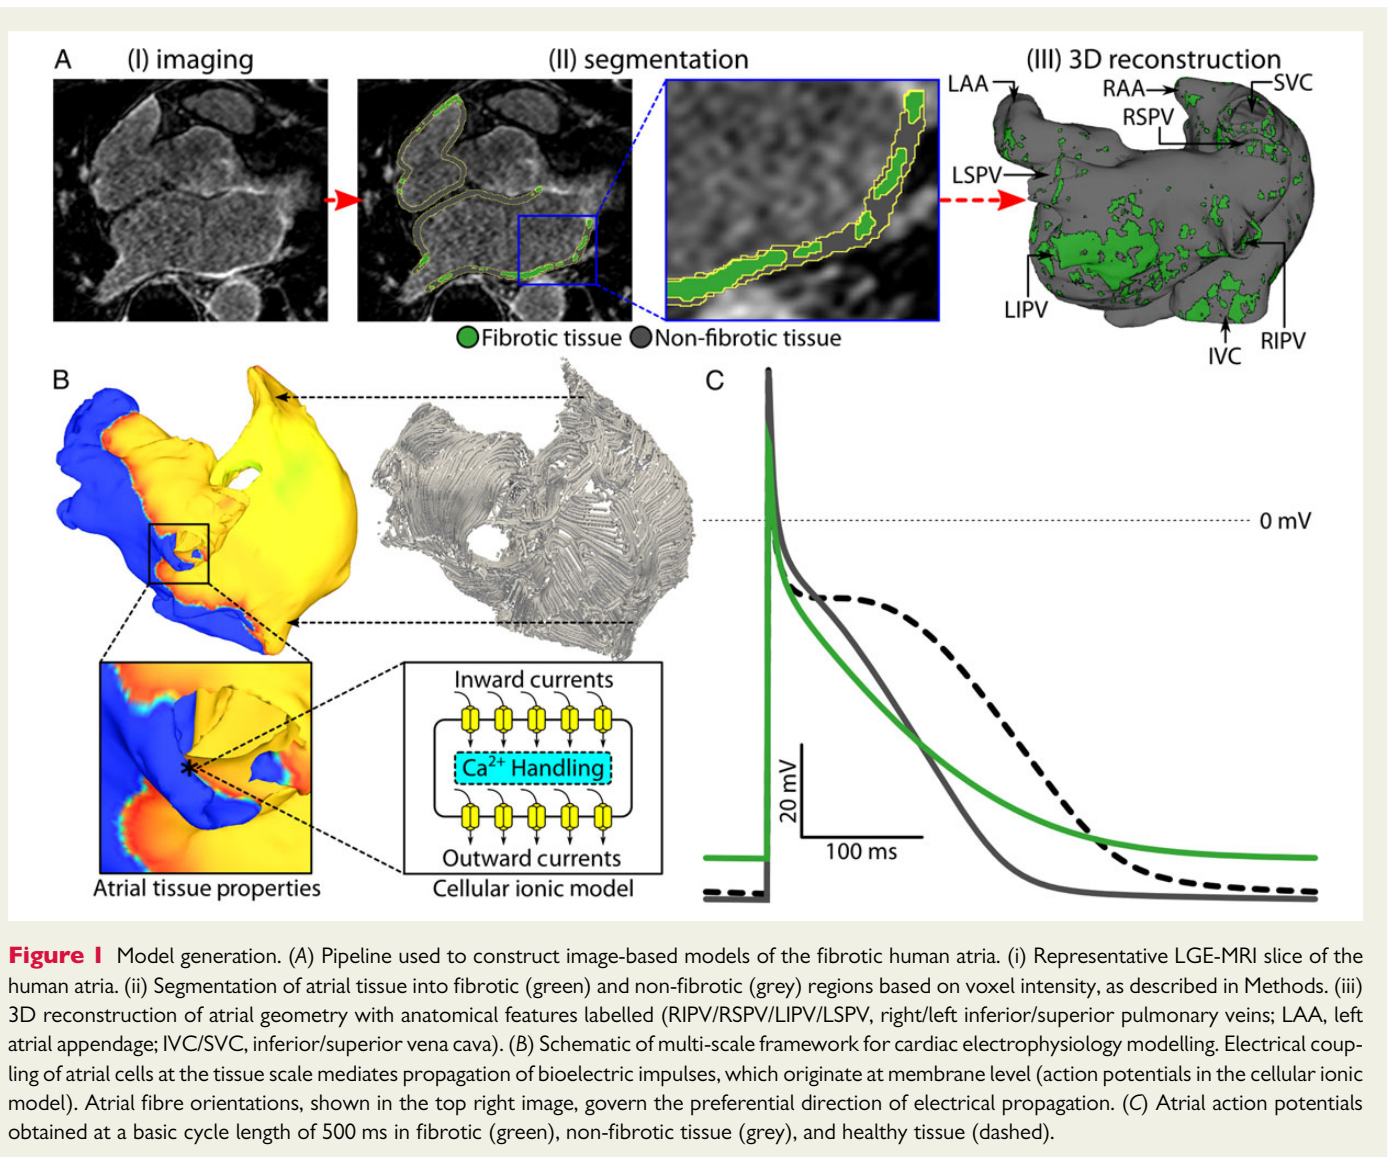 A
(I) imaging
(II) segmentation
(III) 3D reconstruction
LAA
RAA
SVC
RSPV
LSPV
LIPV
RIPV
IVC
Fibrotic tissue
Non-fibrotic tissue
B
Inward currents
Ca2+ Handling
Outward currents
Atrial tissue properties
Cellular ionic model
C
0 mV
20 mV
100 ms
Figure 1 Model generation. (A) Pipeline used to construct image-based models of the fibrotic human atria. (i) Representative LGE-MRI slice of the
human atria. (ii) Segmentation of atrial tissue into fibrotic (green) and non-fibrotic (grey) regions based on voxel intensity, as described in Methods. (iii)
3D reconstruction of atrial geometry with anatomical features labelled (RIPV/RSPV/LIPV/LSPV, right/left inferior/superior pulmonary veins; LAA, left
atrial appendage; IVC/SVC, inferior/superior vena cava). (B) Schematic of multi-scale framework for cardiac electrophysiology modelling. Electrical coup-
ling of atrial cells at the tissue scale mediates propagation of bioelectric impulses, which originate at membrane level (action potentials in the cellular ionic
model). Atrial fibre orientations, shown in the top right image, govern the preferential direction of electrical propagation. (C) Atrial action potentials
obtained at a basic cycle length of 500 ms in fibrotic (green), non-fibrotic tissue (grey), and healthy tissue (dashed).